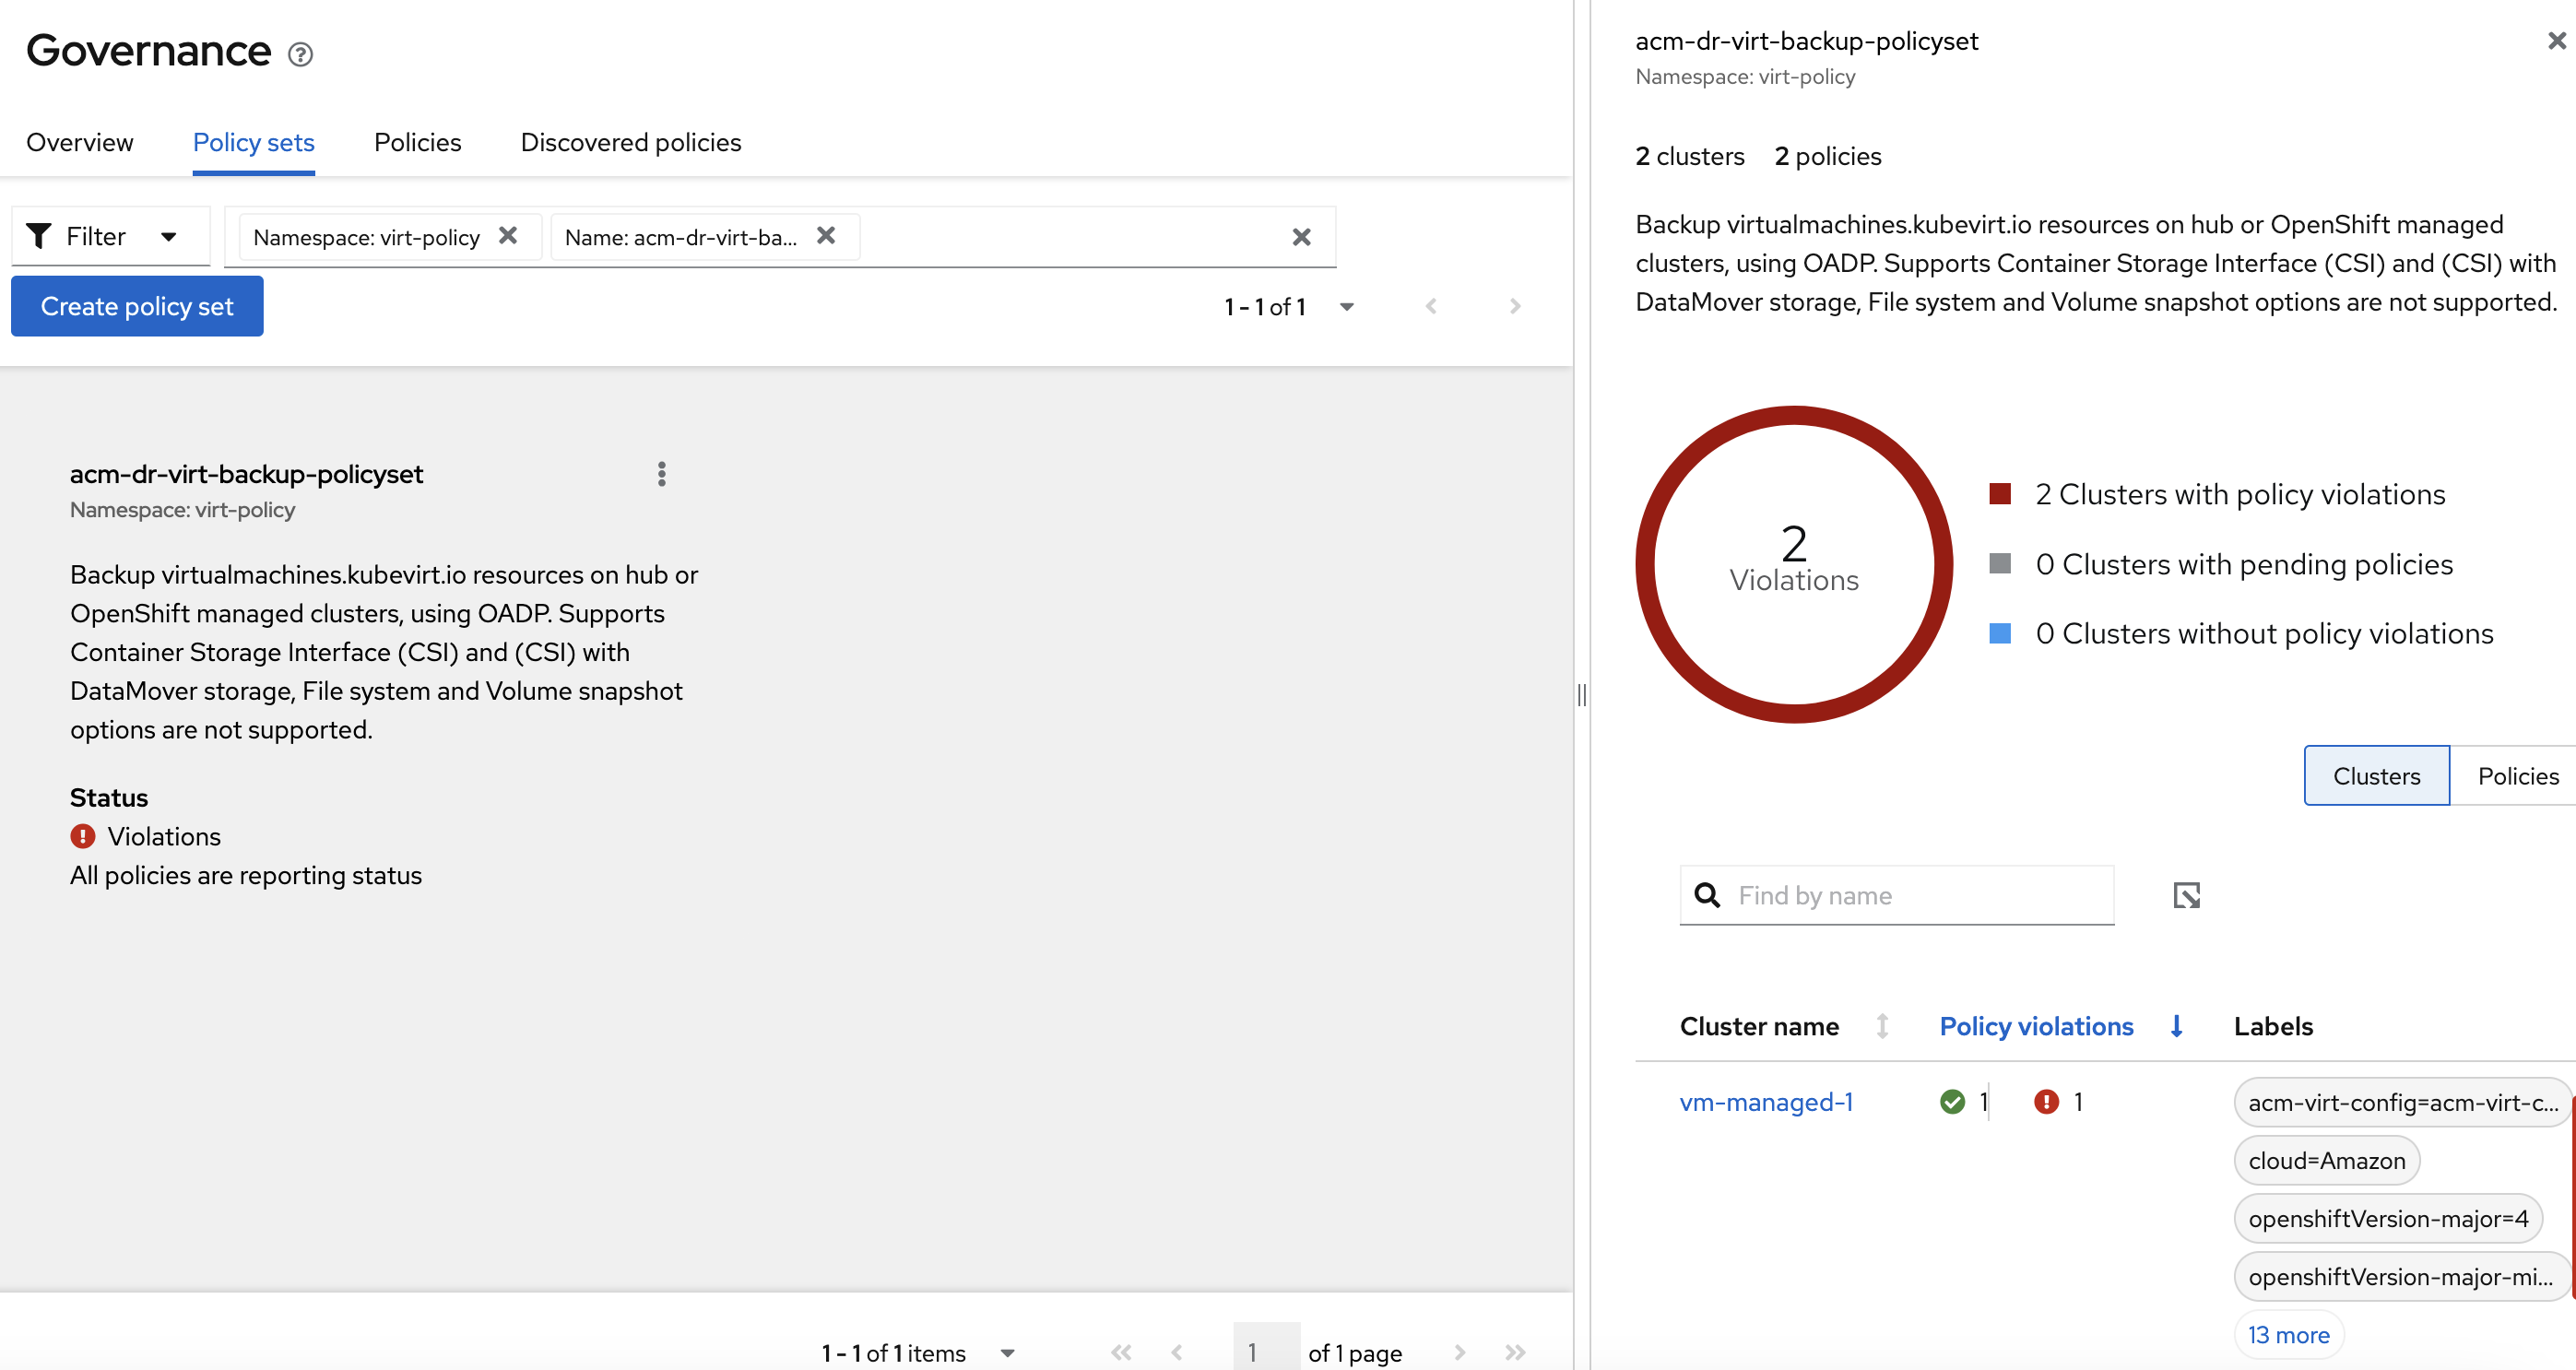 Governance
Overview Policy sets Policies Discovered policies
Filter Namespace: virt-policy Name: acm-dr-virt-ba...
Create policy set
1 - 1 of 1
acm-dr-virt-backup-policyset
Namespace: virt-policy
Backup virtualmachines.kubevirt.io resources on hub or
OpenShift managed clusters, using OADP. Supports
Container Storage Interface (CSI) and (CSI) with
DataMover storage, File system and Volume snapshot
options are not supported.
Status
Violations
All policies are reporting status
1 - 1 of 1 items 1 of 1 page
acm-dr-virt-backup-policyset
Namespace: virt-policy
2 clusters 2 policies
Backup virtualmachines.kubevirt.io resources on hub or OpenShift managed
clusters, using OADP. Supports Container Storage Interface (CSI) and (CSI) with
DataMover storage, File system and Volume snapshot options are not supported.
2
Violations
2 Clusters with policy violations
0 Clusters with pending policies
0 Clusters without policy violations
Clusters Policies
Find by name
Cluster name Policy violations Labels
vm-managed-1 1 1 acm-virt-config=acm-virt-c...
cloud=Amazon
openshiftVersion-major=4
openshiftVersion-major-mi...
13 more